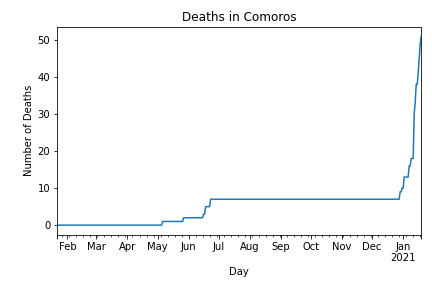 Deaths in Comoros
50
40
30
20
10
0
Number of Deaths
Feb Mar Apr May Jun Jul Aug Sep Oct Nov Dec Jan
2021
Day